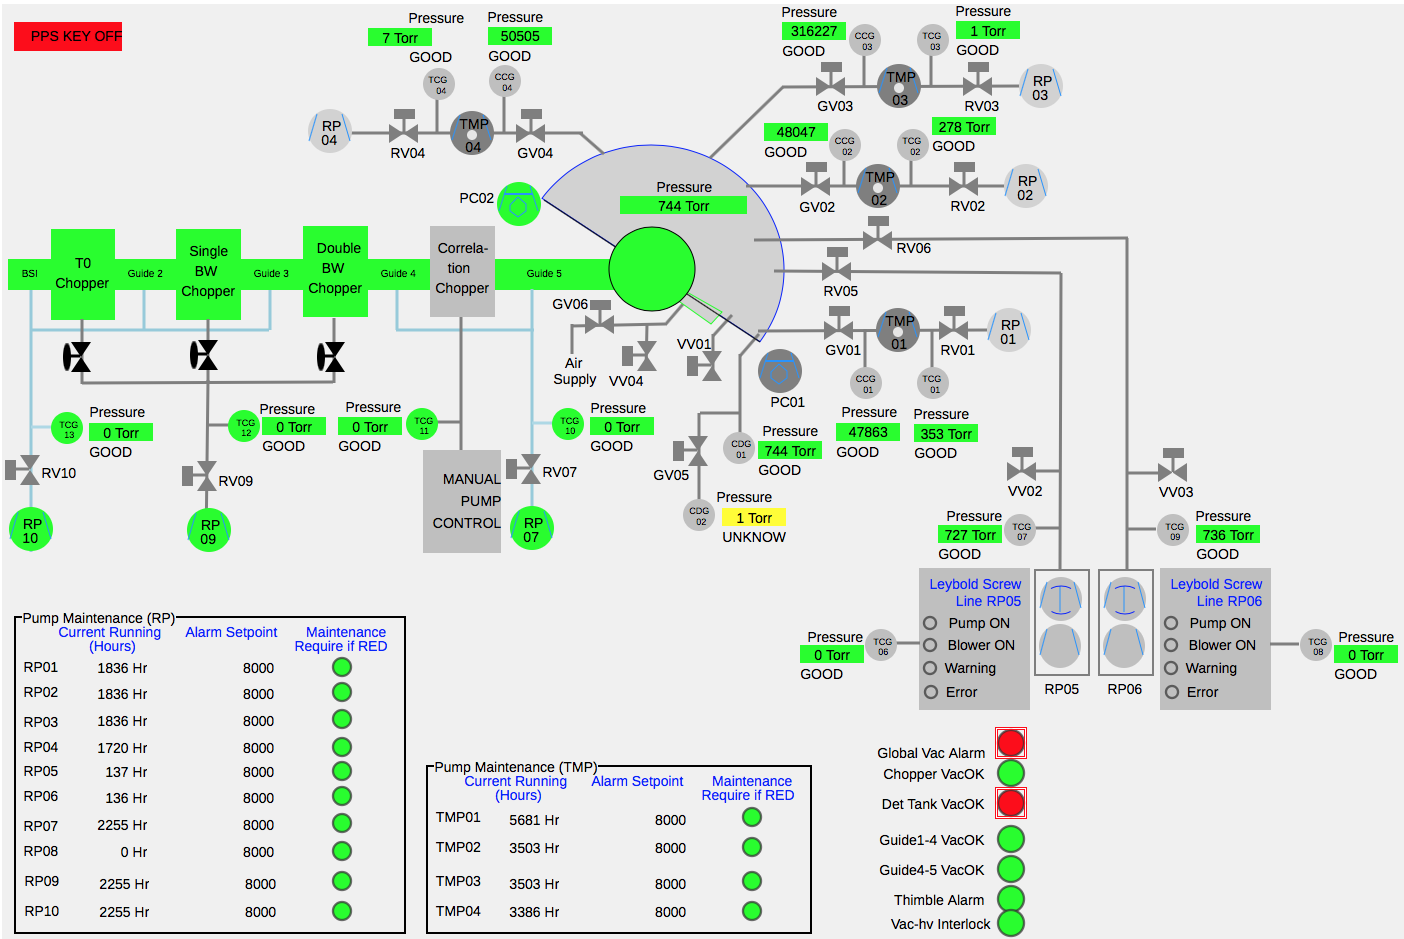 PPS KEY OFF
Pressure
7 Torr
GOOD
Pressure
50505
GOOD
TCG
04
CCG
04
RP
04
RV04
TMP
04
GV04
Pressure
316227
GOOD
CCG
03
TCG
03
Pressure
1 Torr
GOOD
GV03
TMP
03
RV03
RP
03
48047
GOOD
CCG
02
TCG
02
278 Torr
GOOD
GV02
TMP
02
RV02
RP
02
PC02
Pressure
744 Torr
RV06
RV05
BSI
T0
Chopper
Guide 2
Single
BW
Chopper
Guide 3
Double
BW
Chopper
Guide 4
Correla-
tion
Chopper
Guide 5
GV06
Air
Supply
VV04
VV01
GV01
TMP
01
RV01
RP
01
PC01
CCG
01
TCG
01
Pressure
47863
GOOD
Pressure
353 Torr
GOOD
TCG
13
Pressure
0 Torr
GOOD
TCG
12
Pressure
0 Torr
GOOD
Pressure
0 Torr
GOOD
TCG
11
TCG
10
Pressure
0 Torr
GOOD
CDG
01
Pressure
744 Torr
GOOD
GV05
CDG
02
Pressure
1 Torr
UNKNOW
RV10
RV09
RV07
RP
10
RP
09
MANUAL
PUMP
CONTROL
RP
07
VV02
VV03
Pressure
727 Torr
GOOD
TCG
07
TCG
09
Pressure
736 Torr
GOOD
Leybold Screw
Line RP05
Pump ON
Blower ON
Warning
Error
RP05
RP06
Leybold Screw
Line RP06
Pump ON
Blower ON
Warning
Error
Pressure
0 Torr
GOOD
TCG
06
TCG
08
Pressure
0 Torr
GOOD
Pump Maintenance (RP)
Current Running
(Hours)
Alarm Setpoint
Maintenance
Require if RED
RP01 1836 Hr 8000
RP02 1836 Hr 8000
RP03 1836 Hr 8000
RP04 1720 Hr 8000
RP05 137 Hr 8000
RP06 136 Hr 8000
RP07 2255 Hr 8000
RP08 0 Hr 8000
RP09 2255 Hr 8000
RP10 2255 Hr 8000
Pump Maintenance (TMP)
Current Running
(Hours)
Alarm Setpoint
Maintenance
Require if RED
TMP01 5681 Hr 8000
TMP02 3503 Hr 8000
TMP03 3503 Hr 8000
TMP04 3386 Hr 8000
Global Vac Alarm
Chopper VacOK
Det Tank VacOK
Guide1-4 VacOK
Guide4-5 VacOK
Thimble Alarm
Vac-hv Interlock